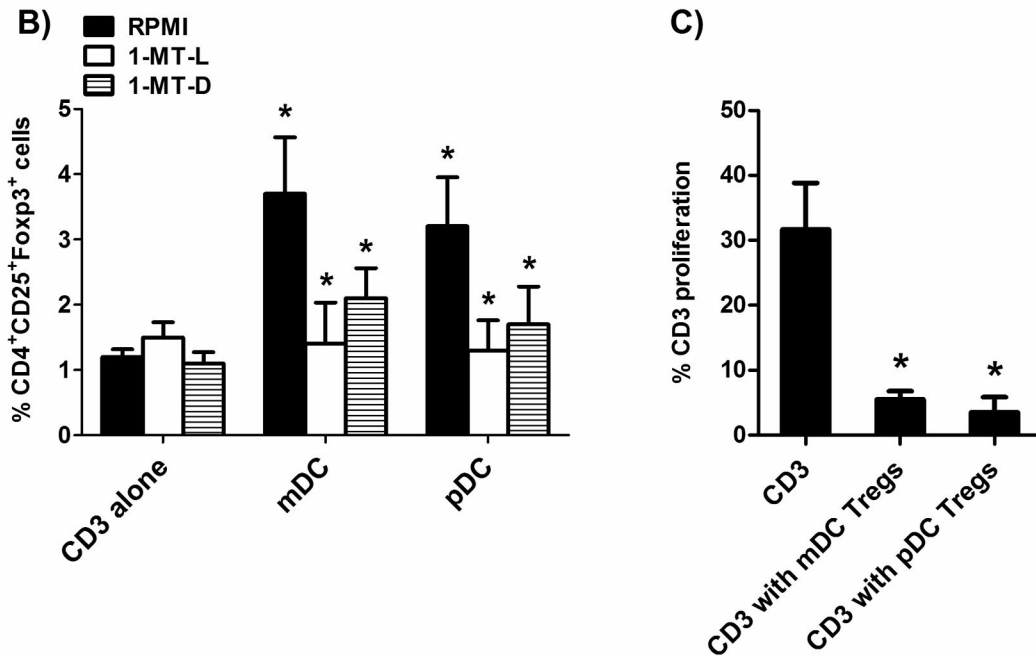 B)
RPMI
1-MT-L
1-MT-D
% CD4+CD25+Foxp3+ cells
5
4
3
2
1
0
*
*
*
*
*
*
CD3 alone
mDC
pDC
C)
% CD3 proliferation
50
40
30
20
10
0
*
*
CD3
CD3 with mDC Tregs
CD3 with pDC Tregs